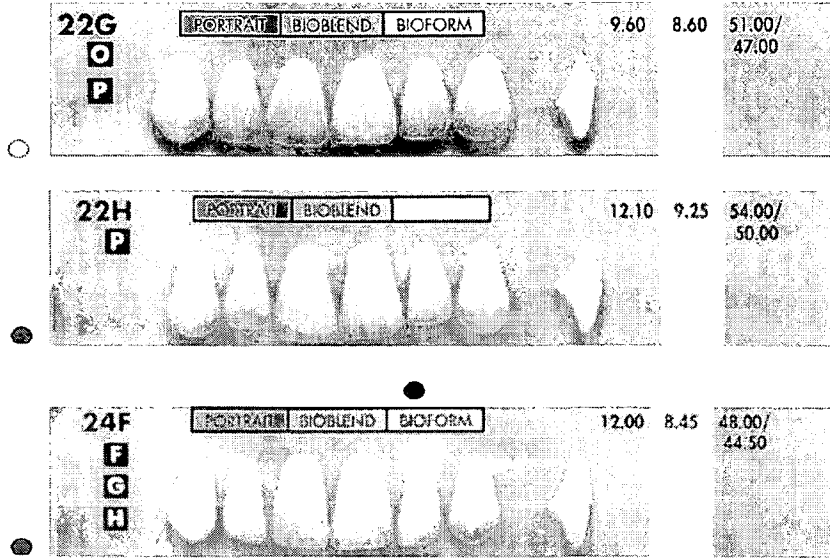 22G PORTRAIT BIOBLEND BIOFORM 9.60 8.60 51.00/
47.00
O
P
22H PORTRAIT BIOBLEND 12.10 9.25 54.00/
50.00
P
24F PORTRAIT BIOBLEND BIOFORM 12.00 8.45 48.00/
44.50
F
G
H